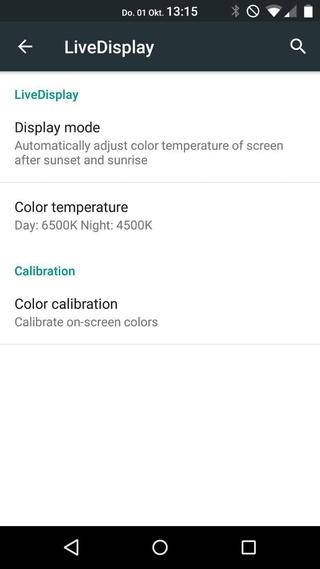 Do. 01 Okt. 13:15
LiveDisplay
LiveDisplay
Display mode
Automatically adjust color temperature of screen
after sunset and sunrise
Color temperature
Day: 6500K Night: 4500K
Calibration
Color calibration
Calibrate on-screen colors